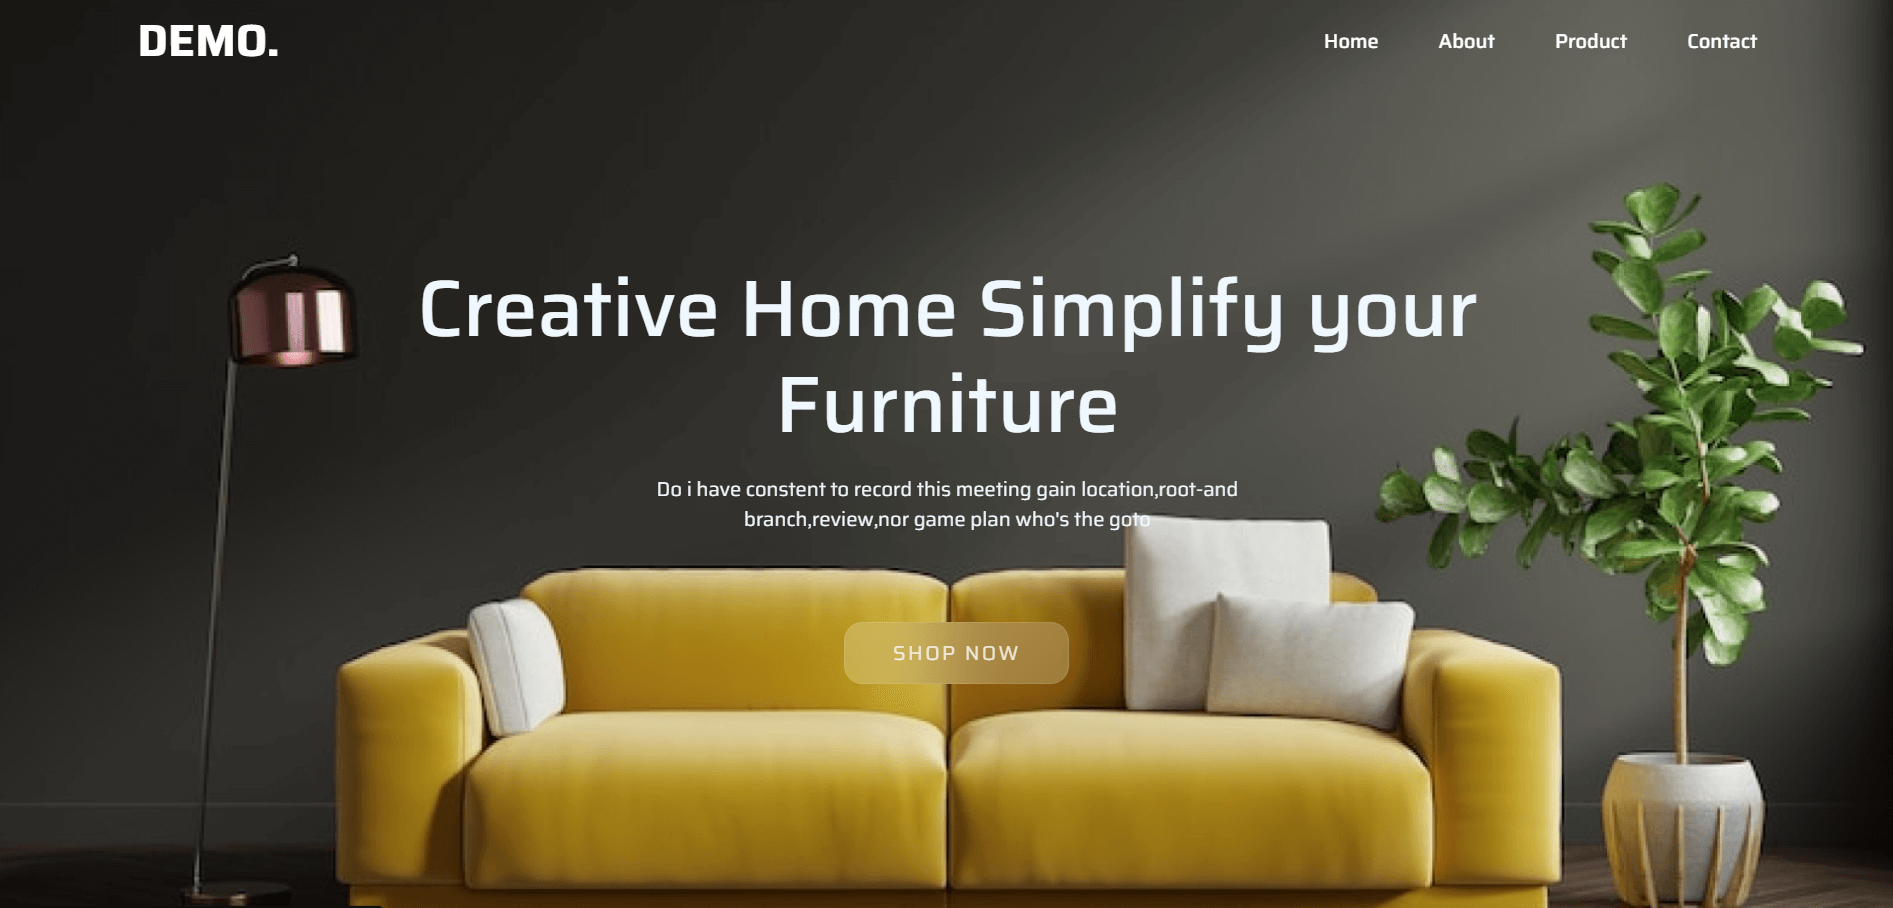 DEMO.
Home About Product Contact
Creative Home Simplify your
Furniture
Do i have constent to record this meeting gain location,root-and
branch,review,nor game plan who's the goto
SHOP NOW